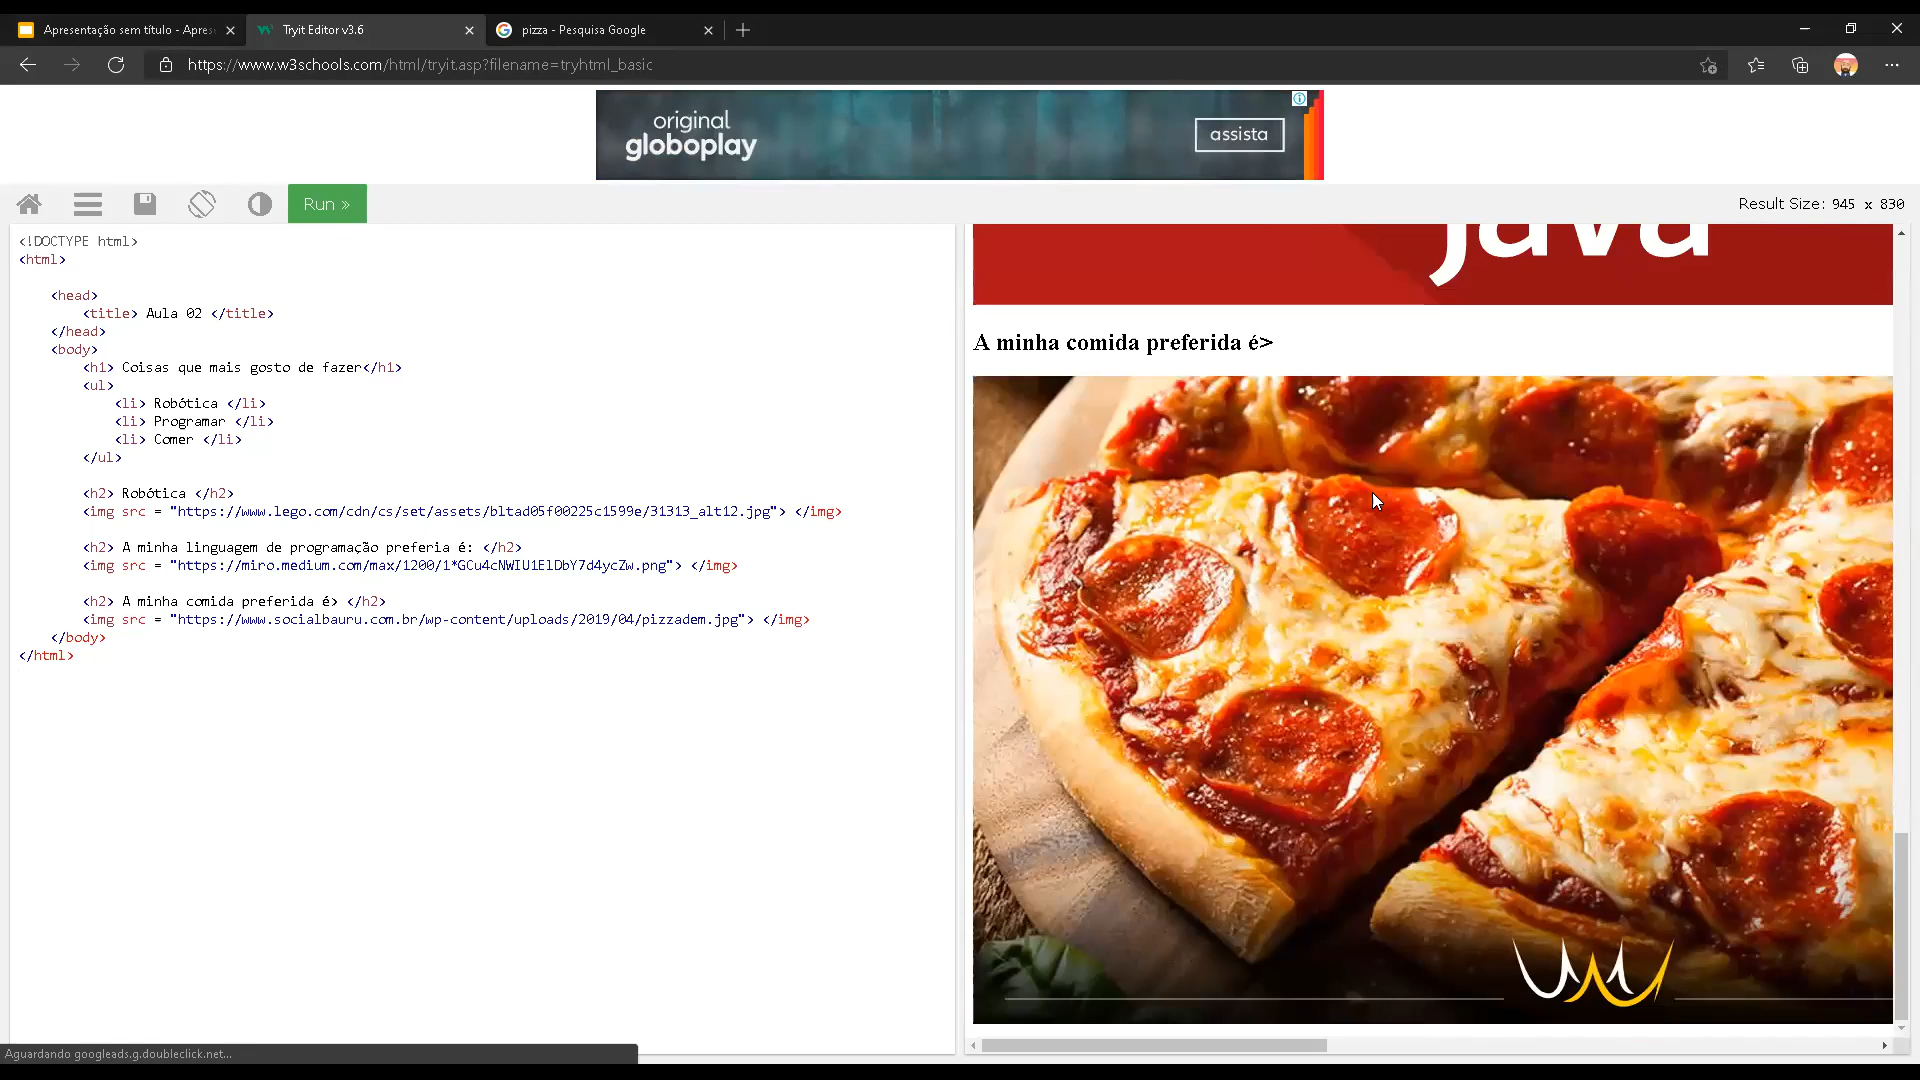 Apresentação sem título - Apres
Tryit Editor v3.6
pizza - Pesquisa Google
https://www.w3schools.com/html/tryit.asp?filename=tryhtml_basic
original
globoplay
assista
Run »
Result Size: 945 x 830
<!DOCTYPE html>
<html>
<head>
<title> Aula 02 </title>
</head>
<body>
<h1> Coisas que mais gosto de fazer</h1>
<ul>
<li> Robótica </li>
<li> Programar </li>
<li> Comer </li>
</ul>
<h2> Robótica </h2>
<img src = "https://www.lego.com/cdn/cs/set/assets/bltad05f00225c1599e/31313_alt12.jpg"> </img>
<h2> A minha linguagem de programação preferia é: </h2>
<img src = "https://miro.medium.com/max/1200/1*GCu4cNWIU1ElDbY7d4ycZw.png"> </img>
<h2> A minha comida preferida é> </h2>
<img src = "https://www.socialbauru.com.br/wp-content/uploads/2019/04/pizzadem.jpg"> </img>
</body>
</html>
java
A minha comida preferida é>
Aguardando googleads.g.doubleclick.net...